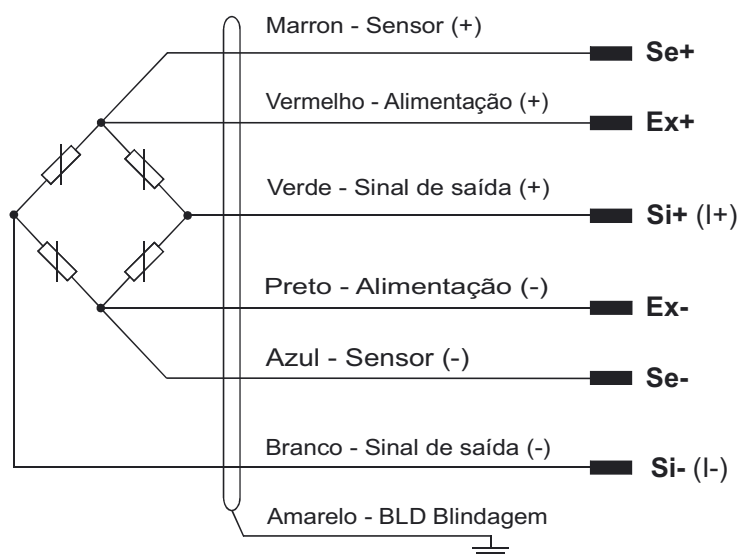 Marron - Sensor (+)
Se+
Vermelho - Alimentação (+)
Ex+
Verde - Sinal de saída (+)
Si+ (I+)
Preto - Alimentação (-)
Ex-
Azul - Sensor (-)
Se-
Branco - Sinal de saída (-)
Si- (I-)
Amarelo - BLD Blindagem